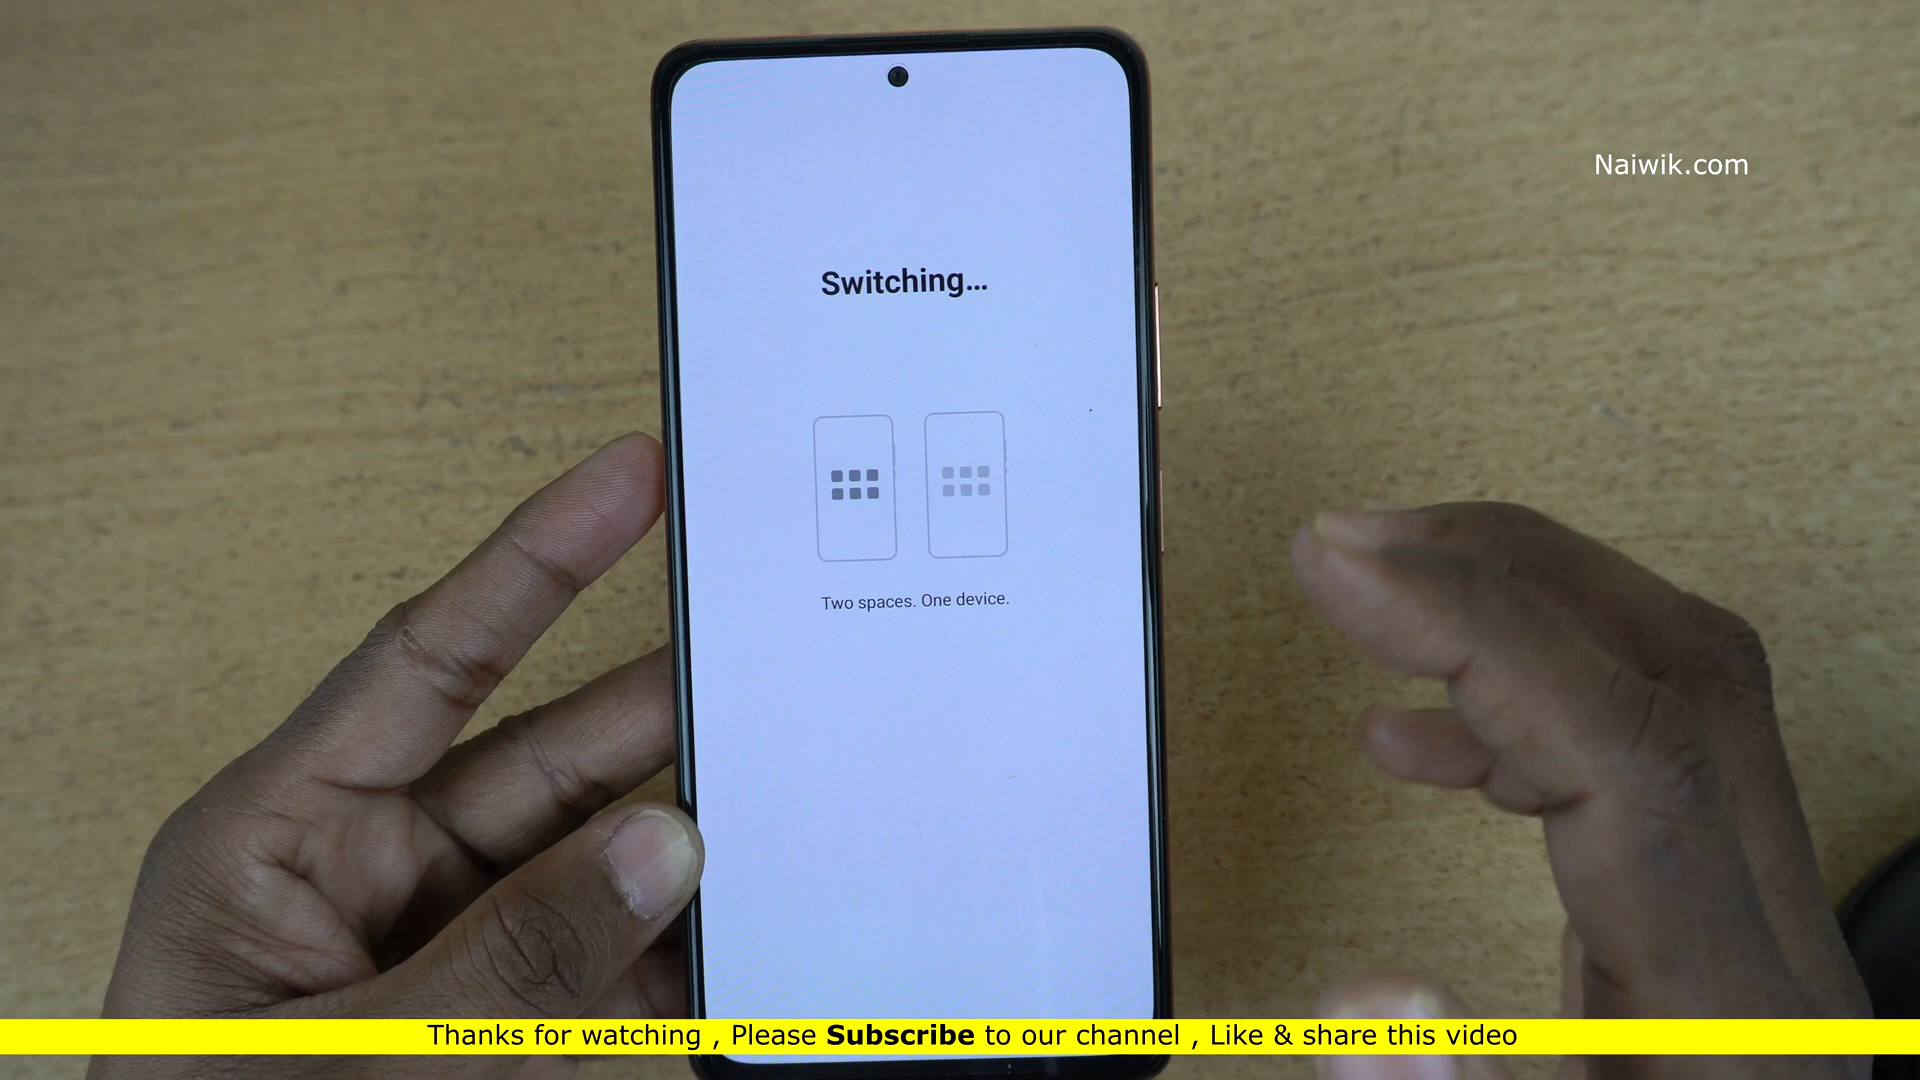 Naiwik.com
Switching...
Two spaces. One device.
Thanks for watching , Please Subscribe to our channel , Like & share this video